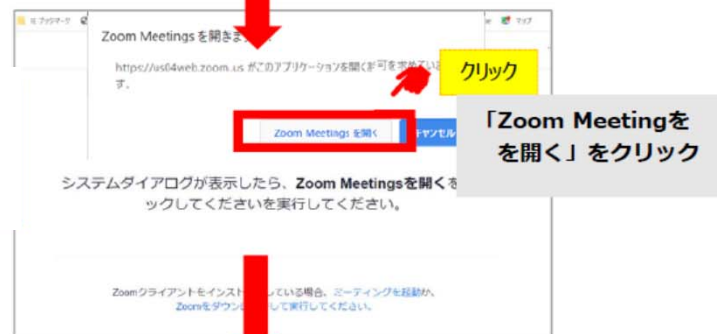 Zoom Meetings を開きま
https://us04web.zoom.us がこのアプリケーションを開く許可を求めてい
す。
クリック
Zoom Meetings を開く
キャンセル
「Zoom Meetingを
を開く」をクリック
システムダイアログが表示したら、Zoom Meetingsを開くを
ックしてくださいを実行してください。
Zoomクライアントをインスト している場合、ミーティングを起動か、
Zoomをダウン して実行してください。
マップ